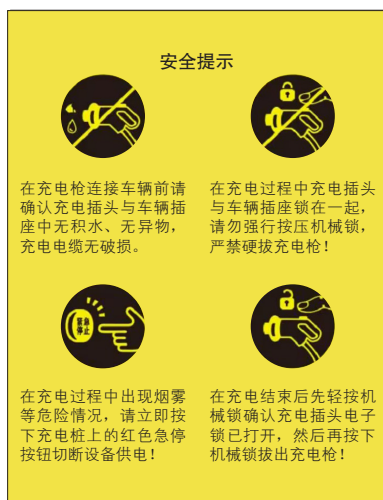 安全提示
在充电枪连接车辆前请
确认充电插头与车辆插
座中无积水、无异物，
充电电缆无破损。
在充电过程中充电插头
与车辆插座锁在一起，
请勿强行按压机械锁，
严禁硬拔充电枪！
紧急
停止
在充电过程中出现烟雾
等危险情况，请立即按
下充电桩上的红色急停
按钮切断设备供电！
在充电结束后先轻按机
械锁确认充电插头电子
锁已打开，然后再按下
机械锁拔出充电枪！